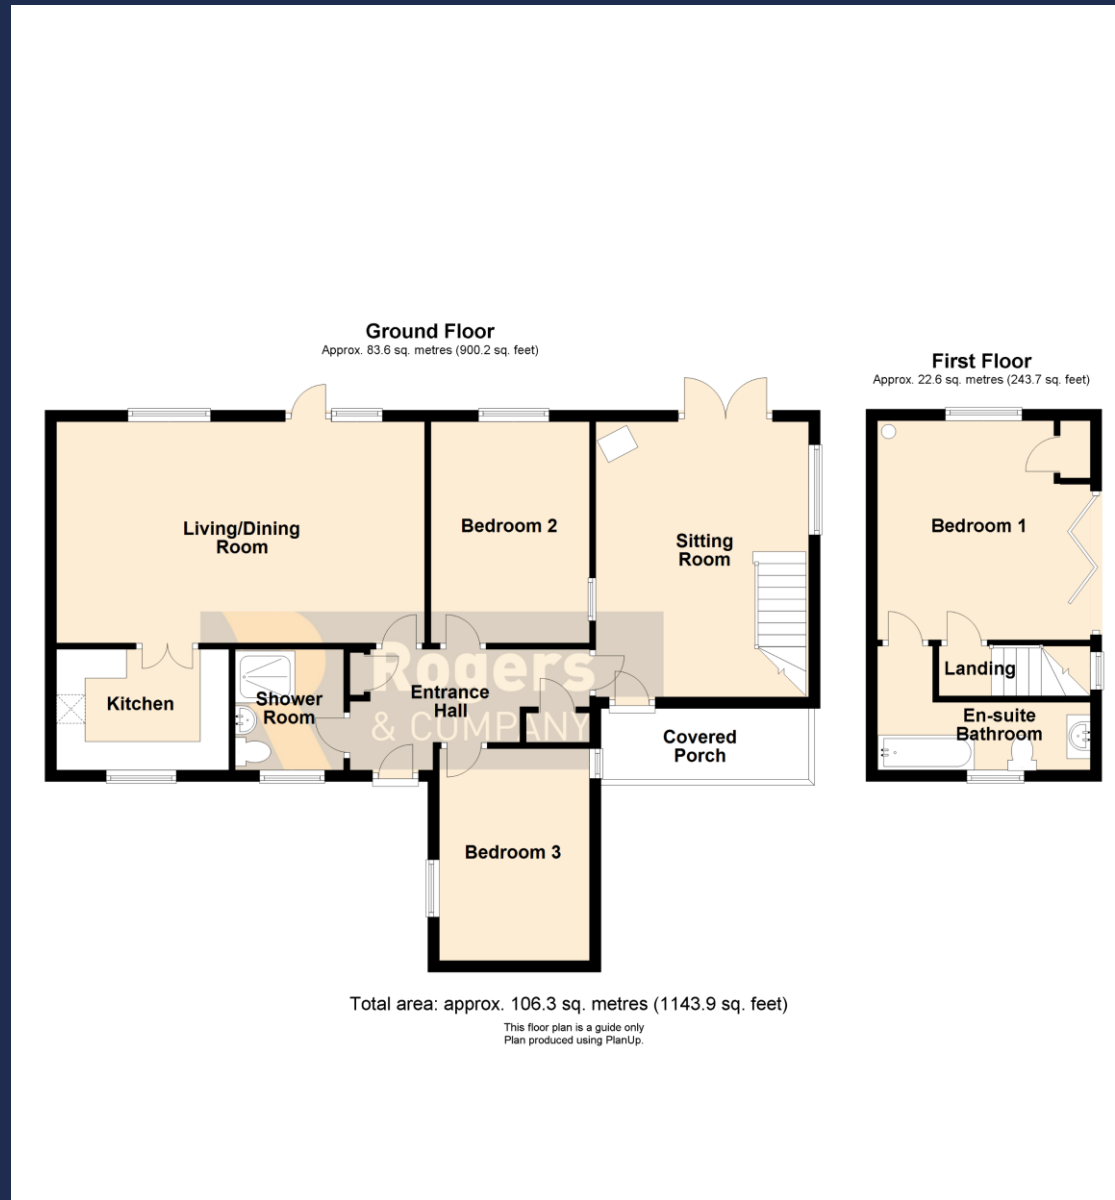 Ground Floor
Approx. 83.6 sq. metres (900.2 sq. feet)
First Floor
Approx. 22.6 sq. metres (243.7 sq. feet)
Living/Dining
Room
Bedroom 2
Sitting
Room
Bedroom 1
Kitchen
Shower
Room
Entrance
Hall
Rogers
& COMPANY
Landing
Covered
Porch
En-suite
Bathroom
Bedroom 3
Total area: approx. 106.3 sq. metres (1143.9 sq. feet)
This floor plan is a guide only
Plan produced using PlanUp.